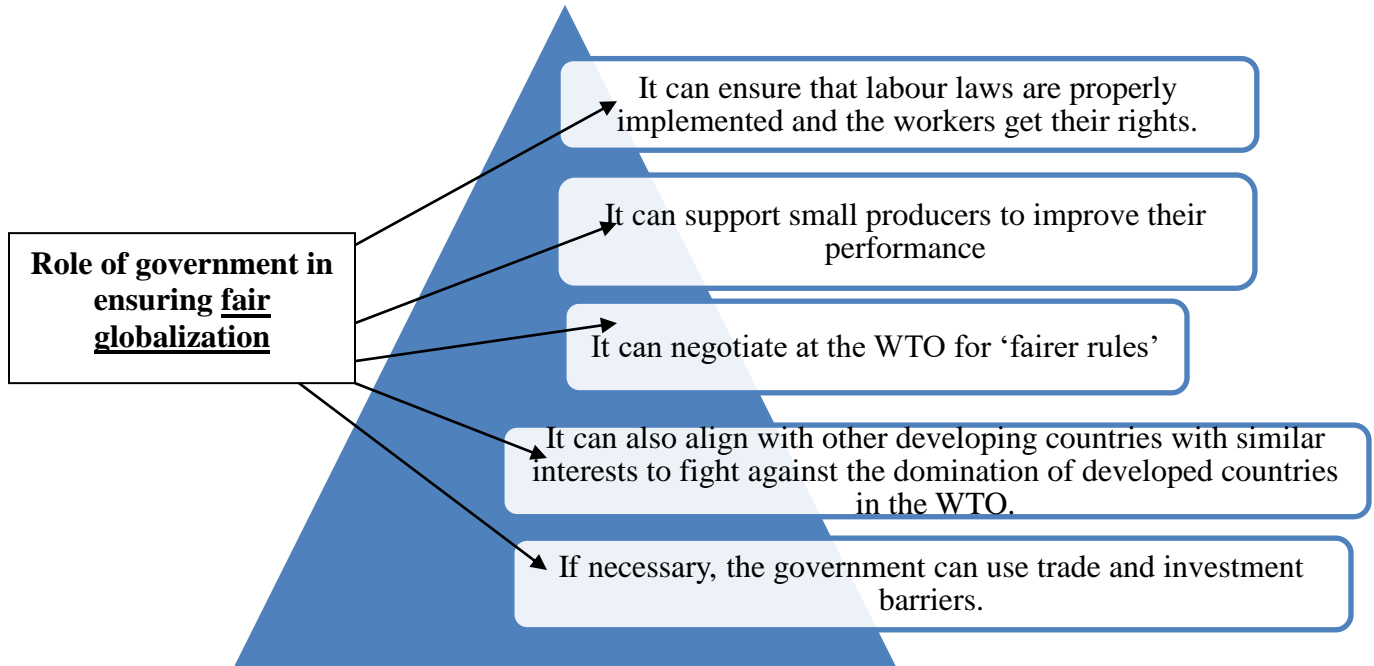 It can ensure that labour laws are properly
implemented and the workers get their rights.
It can support small producers to improve their
performance
Role of government in
ensuring fair
globalization
It can negotiate at the WTO for ‘fairer rules’
It can also align with other developing countries with similar
interests to fight against the domination of developed countries
in the WTO.
If necessary, the government can use trade and investment
barriers.